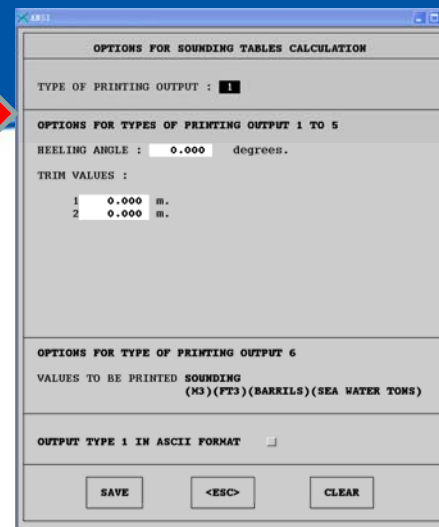 ANSI
OPTIONS FOR SOUNDING TABLES CALCULATION
TYPE OF PRINTING OUTPUT : 1
OPTIONS FOR TYPES OF PRINTING OUTPUT 1 TO 5
HEELING ANGLE : 0.000 degrees.
TRIM VALUES :
1 0.000 m.
2 0.000 m.
OPTIONS FOR TYPE OF PRINTING OUTPUT 6
VALUES TO BE PRINTED SOUNDING
(M3)(FT3)(BARRILS)(SEA WATER TONS)
OUTPUT TYPE 1 IN ASCII FORMAT
SAVE <ESC> CLEAR